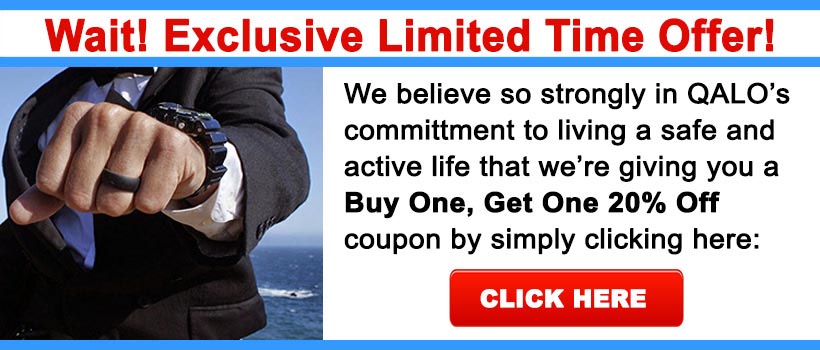 Wait! Exclusive Limited Time Offer!
We believe so strongly in QALO's
committment to living a safe and
active life that we're giving you a
Buy One, Get One 20% Off
coupon by simply clicking here:
CLICK HERE